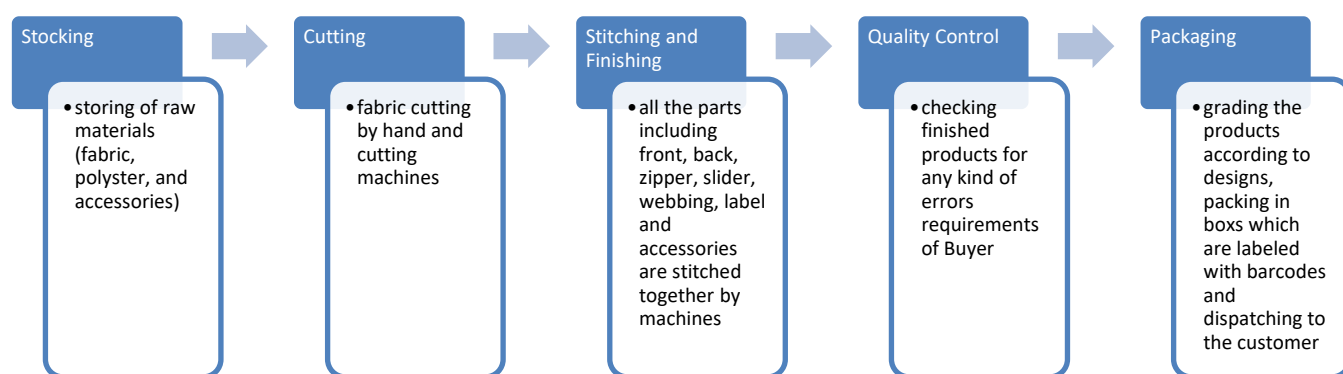 Stocking
•storing of raw
materials
(fabric,
polyster, and
accessories)
Cutting
•fabric cutting
by hand and
cutting
machines
Stitching and
Finishing
•all the parts
including
front, back,
zipper, slider,
webbing, label
and
accessories
are stitched
together by
machines
Quality Control
•checking
finished
products for
any kind of
errors
requirements
of Buyer
Packaging
•grading the
products
according to
designs,
packing in
boxs which
are labeled
with barcodes
and
dispatching to
the customer